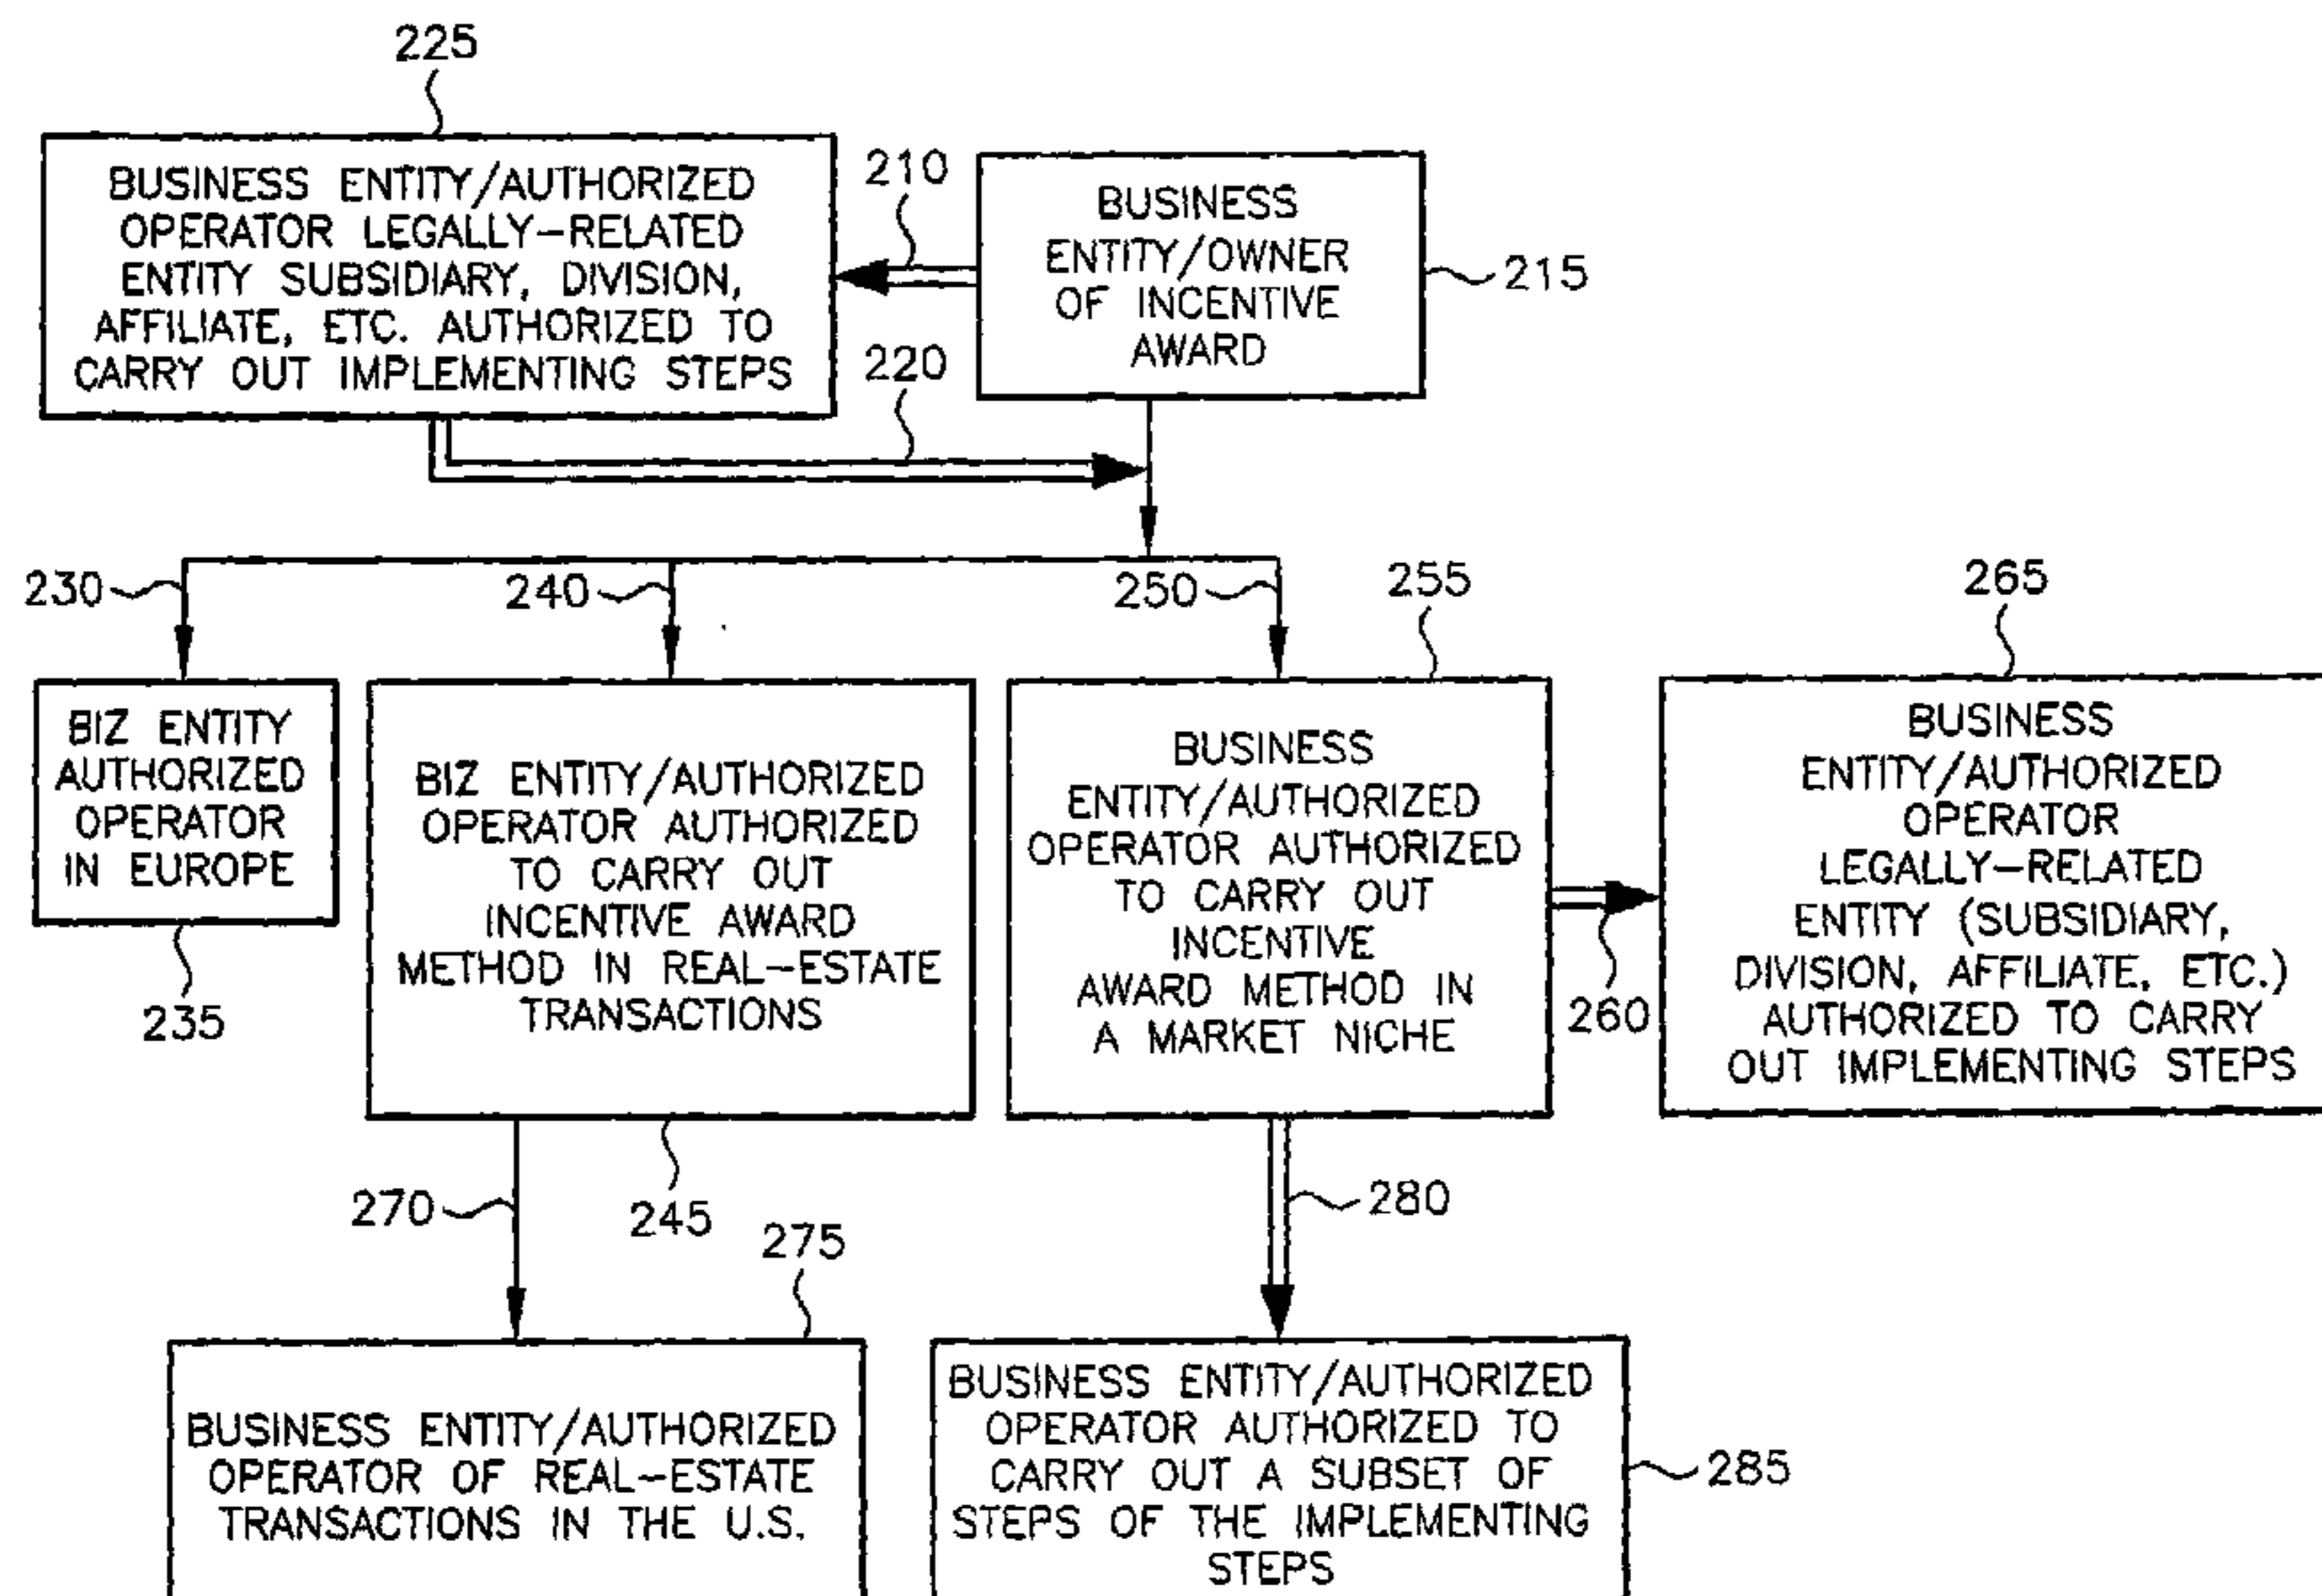 225
BUSINESS ENTITY/AUTHORIZED
OPERATOR LEGALLY-RELATED
ENTITY SUBSIDIARY, DIVISION,
AFFILIATE, ETC. AUTHORIZED TO
CARRY OUT IMPLEMENTING STEPS
210
BUSINESS
ENTITY/OWNER
OF INCENTIVE
AWARD
215
220
230
240
250
255
265
BIZ ENTITY
AUTHORIZED
OPERATOR
IN EUROPE
235
BIZ ENTITY/AUTHORIZED
OPERATOR AUTHORIZED
TO CARRY OUT
INCENTIVE AWARD
METHOD IN REAL-ESTATE
TRANSACTIONS
245
BUSINESS
ENTITY/AUTHORIZED
OPERATOR AUTHORIZED
TO CARRY OUT
INCENTIVE
AWARD METHOD IN
A MARKET NICHE
260
BUSINESS
ENTITY/AUTHORIZED
OPERATOR
LEGALLY-RELATED
ENTITY (SUBSIDIARY,
DIVISION, AFFILIATE, ETC.)
AUTHORIZED TO CARRY
OUT IMPLEMENTING STEPS
270
275
280
BUSINESS ENTITY/AUTHORIZED
OPERATOR OF REAL-ESTATE
TRANSACTIONS IN THE U.S.
BUSINESS ENTITY/AUTHORIZED
OPERATOR AUTHORIZED TO
CARRY OUT A SUBSET OF
STEPS OF THE IMPLEMENTING
STEPS
285